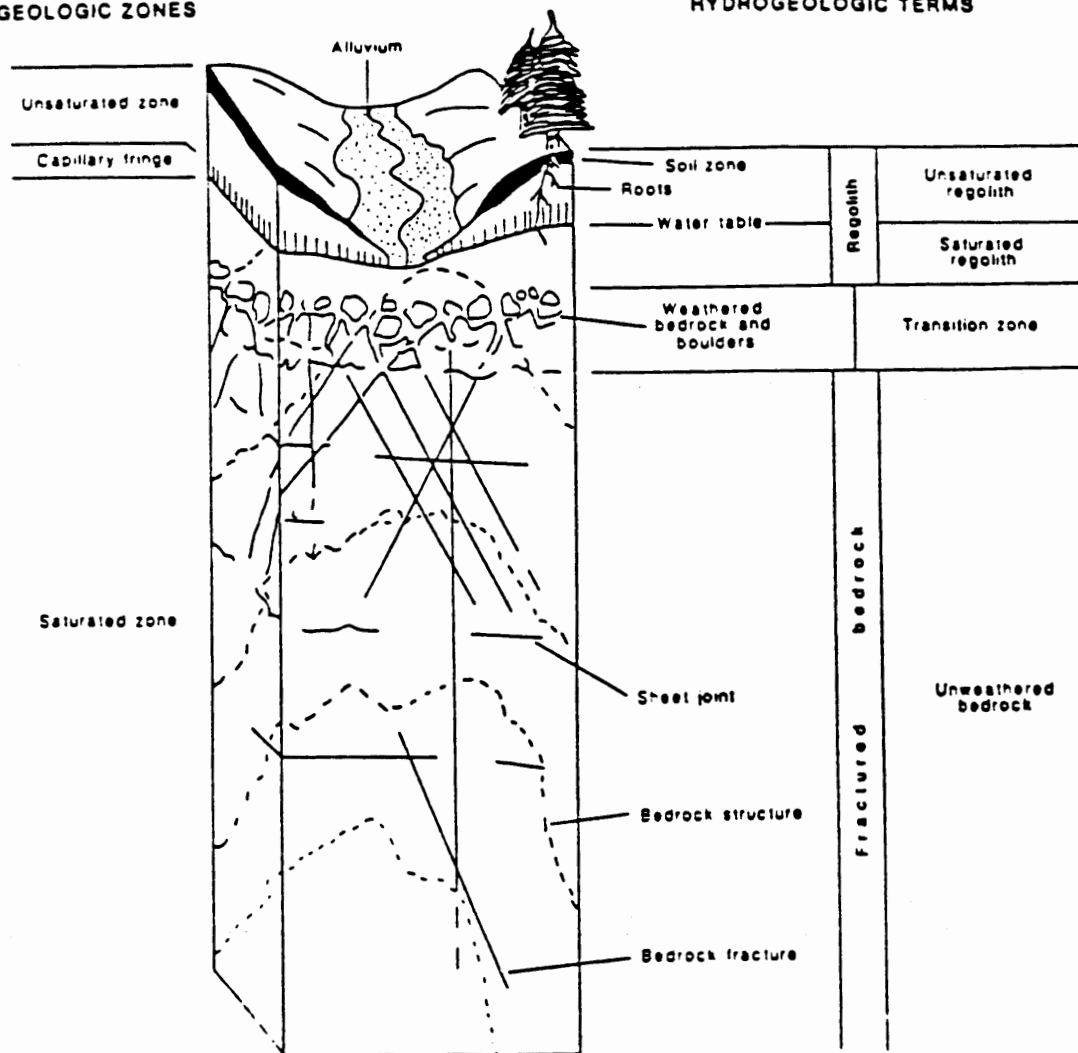 GEOLOGIC ZONES
HYDROGEOLOGIC TERMS
Alluvium
Unsaturated zone
Capillary fringe
Saturated zone
Soil zone
Roots
Water table
Weathered
bedrock and
boulders
Sheet joint
Bedrock structure
Bedrock fracture
Regolith
Unsaturated
regolith
Saturated
regolith
Transition zone
Fractured bedrock
Unweathered
bedrock